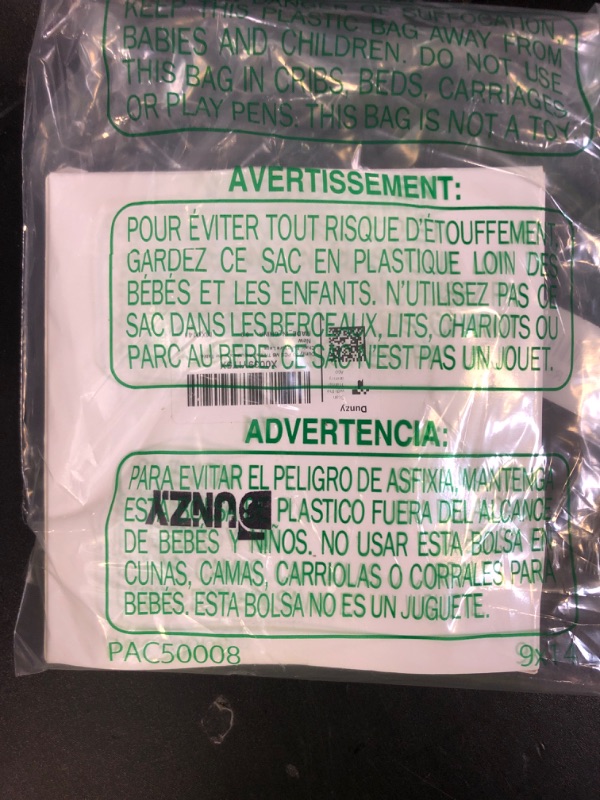 KEEP THIS PLASTIC BAG AWAY FROM
BABIES AND CHILDREN. DO NOT USE
THIS BAG IN CRIBS, BEDS, CARRIAGES,
OR PLAY PENS. THIS BAG IS NOT A TOY
AVERTISSEMENT:
POUR ÉVITER TOUT RISQUE D'ÉTOUFFEMENT,
GARDEZ CE SAC EN PLASTIQUE LOIN DES
BÉBÉS ET LES ENFANTS. N'UTILISEZ PAS CE
SAC DANS LES BERCEAUX, LITS, CHARIOTS OU
PARC AU BEBE. CE SAC N'EST PAS UN JOUET.
Dunzy
ADVERTENCIA:
PARA EVITAR EL PELIGRO DE ASFIXIA, MANTENGA
PLASTICO FUERA DEL ALCANCE
DUNZY
DE BEBES Y NIÑOS. NO USAR ESTA BOLSA EN
CUNAS, CAMAS, CARRIOLAS O CORRALES PARA
BEBÉS. ESTA BOLSA NO ES UN JUGUETE.
PAC50008
9x14